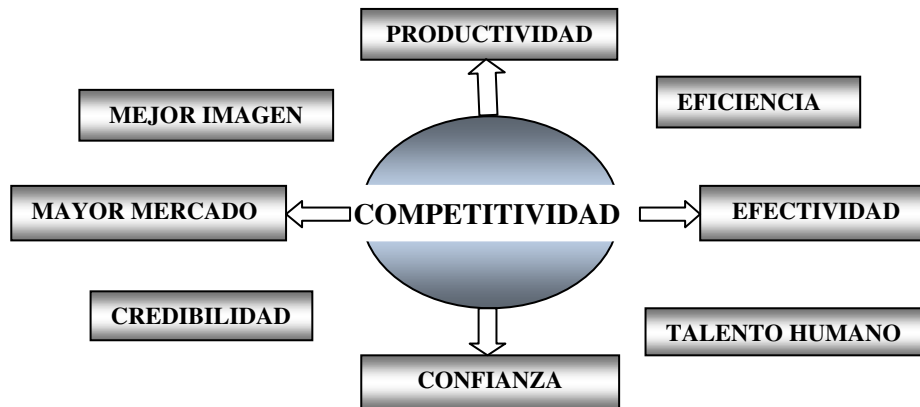 PRODUCTIVIDAD
MEJOR IMAGEN
EFICIENCIA
MAYOR MERCADO
COMPETITIVIDAD
EFECTIVIDAD
CREDIBILIDAD
TALENTO HUMANO
CONFIANZA